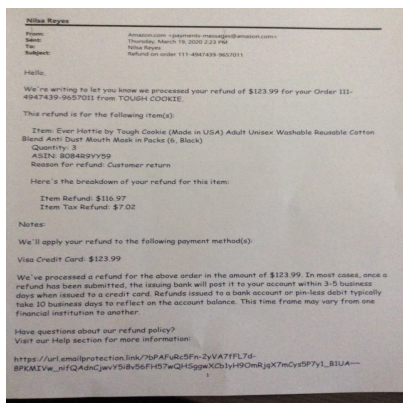 Nilsa Reyes
From: Amazon.com <payments-messages@amazon.com>
Sent: Thursday, March 19, 2020 2:23 PM
To: Nilsa Reyes
Subject: Refund on order 111-4947439-9657011
Hello,
We're writing to let you know we processed your refund of $123.99 for your Order 111-
4947439-9657011 from TOUGH COOKIE.
This refund is for the following item(s):
Item: Ever Hottie by Tough Cookie (Made in USA) Adult Unisex Washable Reusable Cotton
Blend Anti Dust Mouth Mask in Packs (6, Black)
Quantity: 3
ASIN: B084R9YY59
Reason for refund: Customer return
Here's the breakdown of your refund for this item:
Item Refund: $116.97
Item Tax Refund: $7.02
Notes:
We'll apply your refund to the following payment method(s):
Visa Credit Card: $123.99
We've processed a refund for the above order in the amount of $123.99. In most cases, once a
refund has been submitted, the issuing bank will post it to your account within 3-5 business
days when issued to a credit card. Refunds issued to a bank account or pin-less debit typically
take 10 business days to reflect on the account balance. This time frame may vary from one
financial institution to another.
Have questions about our refund policy?
Visit our Help section for more information:
https://url.emailprotection.link/?bPAFuRc5Fn-2yVA7fFL7d-
8PKMIVw_nifQAdnCjwvY5iBv56FH57wQHSggwXCb1yH9OmRjqX7mCys5P7y1_B1UA~~
1